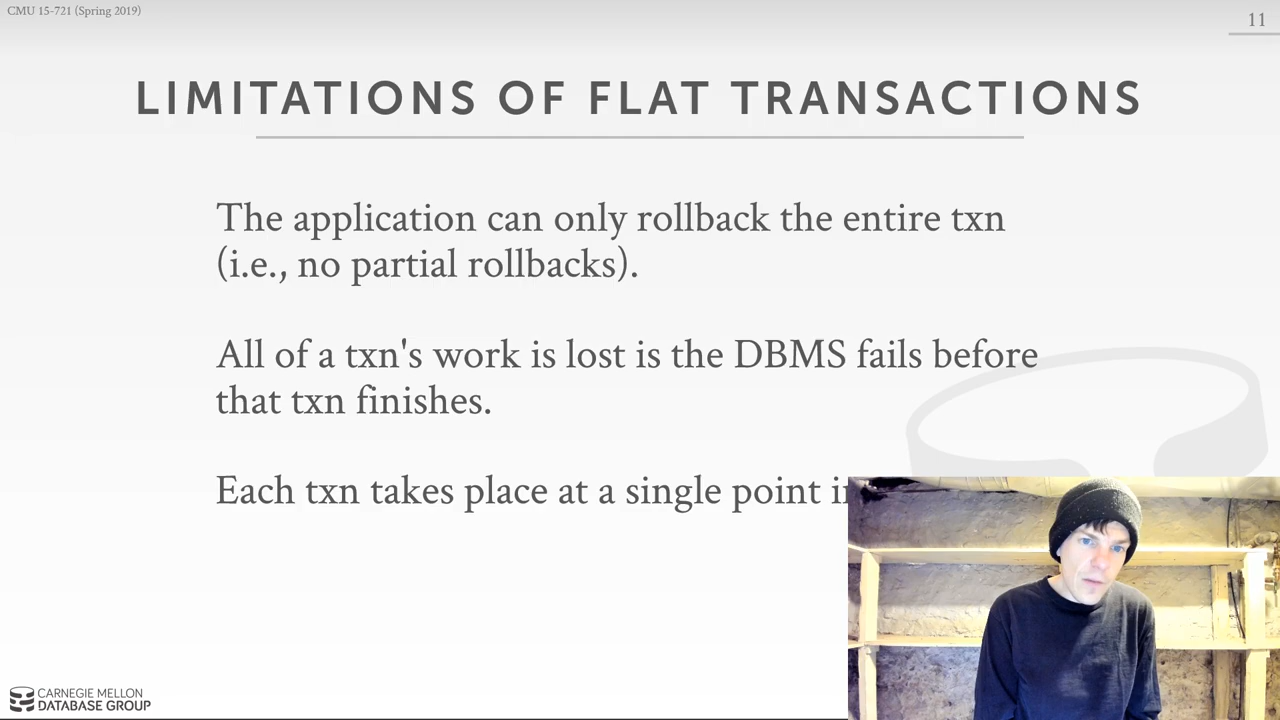 CMU 15-721 (Spring 2019)
11
LIMITATIONS OF FLAT TRANSACTIONS
The application can only rollback the entire txn
(i.e., no partial rollbacks).
All of a txn's work is lost is the DBMS fails before
that txn finishes.
Each txn takes place at a single point
CARNEGIE MELLON
DATABASE GROUP